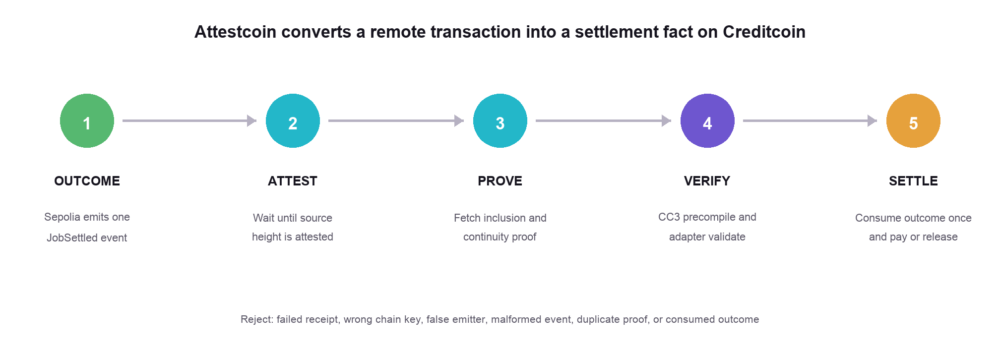 Attestcoin converts a remote transaction into a settlement fact on Creditcoin
1
2
3
4
5
OUTCOME
ATTEST
PROVE
VERIFY
SETTLE
Sepolia emits one
JobSettled event
Wait until source
height is attested
Fetch inclusion and
continuity proof
CC3 precompile and
adapter validate
Consume outcome once
and pay or release
Reject: failed receipt, wrong chain key, false emitter, malformed event, duplicate proof, or consumed outcome